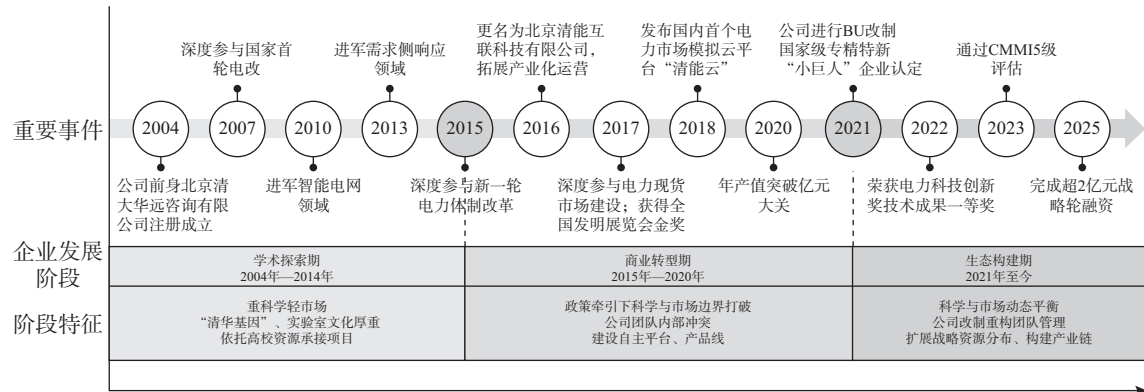 更名为北京清能互
联科技有限公司，
拓展产业化运营
发布国内首个电
力市场模拟云平
台“清能云”
公司进行BU改制
国家级专精特新
“小巨人”企业认定
深度参与国家首
轮电改
进军需求侧响应
领域
通过CMMI5级
评估
重要事件
2004
2007
2010
2013
2015
2016
2017
2018
2020
2021
2022
2023
2025
公司前身北京清
大华远咨询有限
公司注册成立
进军智能电网
领域
深度参与新一轮
电力体制改革
深度参与电力现货
市场建设；获得全
国发明展览会金奖
年产值突破亿元
大关
荣获电力科技创新
奖技术成果一等奖
完成超2亿元战
略轮融资
企业发展
阶段
学术探索期
2004年—2014年
商业转型期
2015年—2020年
生态构建期
2021年至今
阶段特征
重科学轻市场
“清华基因”、实验室文化厚重
依托高校资源承接项目
政策牵引下科学与市场边界打破
公司团队内部冲突
建设自主平台、产品线
科学与市场动态平衡
公司改制重构团队管理
扩展战略资源分布、构建产业链